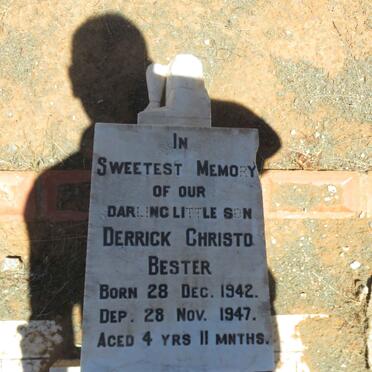 IN
SWEETEST MEMORY
OF OUR
DARLING LITTLE SON
DERRICK CHRISTO
BESTER
BORN 28 DEC. 1942.
DEP. 28 NOV. 1947.
AGED 4 YRS 11 MNTHS.